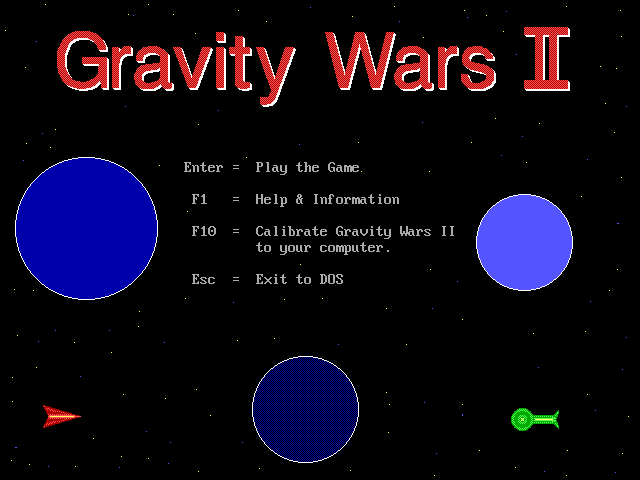 Gravity Wars II
Enter = Play the Game.
F1 = Help & Information
F10 = Calibrate Gravity Wars II
to your computer.
Esc = Exit to DOS